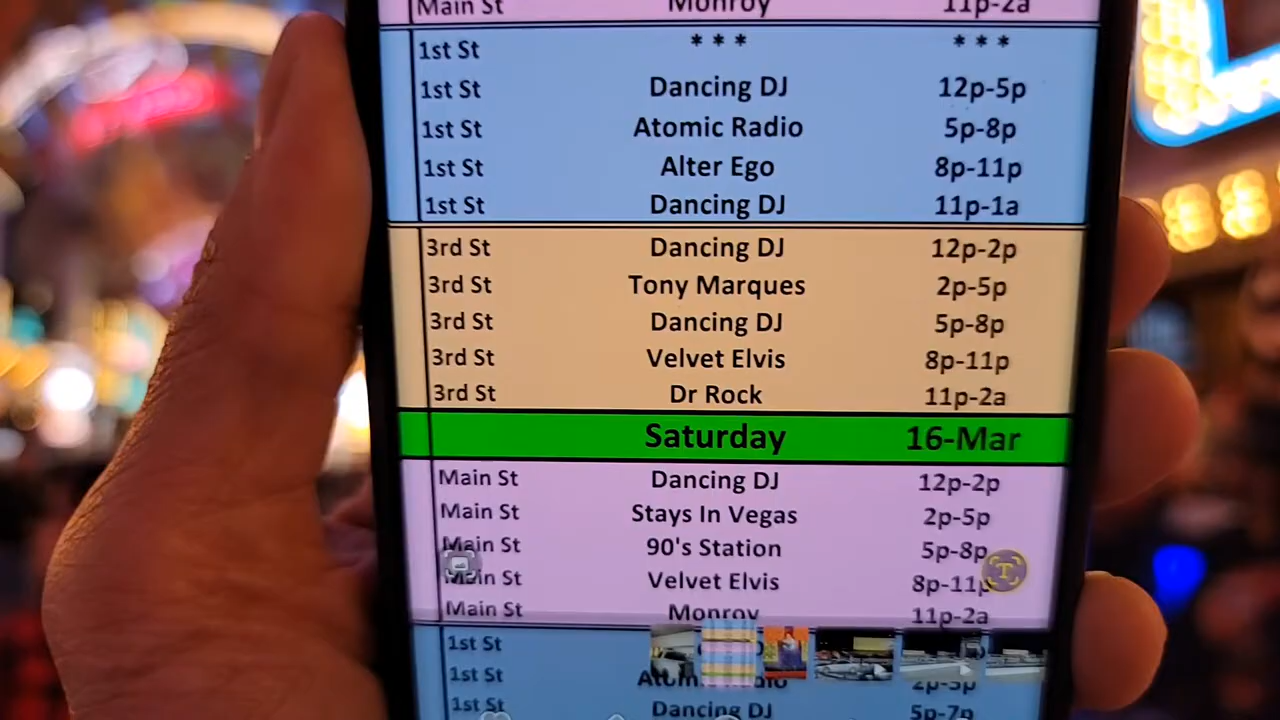 Main St Monroy 11p-2a
1st St * * * * * *
1st St Dancing DJ 12p-5p
1st St Atomic Radio 5p-8p
1st St Alter Ego 8p-11p
1st St Dancing DJ 11p-1a
3rd St Dancing DJ 12p-2p
3rd St Tony Marques 2p-5p
3rd St Dancing DJ 5p-8p
3rd St Velvet Elvis 8p-11p
3rd St Dr Rock 11p-2a
Saturday 16-Mar
Main St Dancing DJ 12p-2p
Main St Stays In Vegas 2p-5p
Main St 90's Station 5p-8p
Main St Velvet Elvis 8p-11p
Main St Monroy 11p-2a
1st St
1st St 2p-5p
1st St Dancing DJ 5p-7p